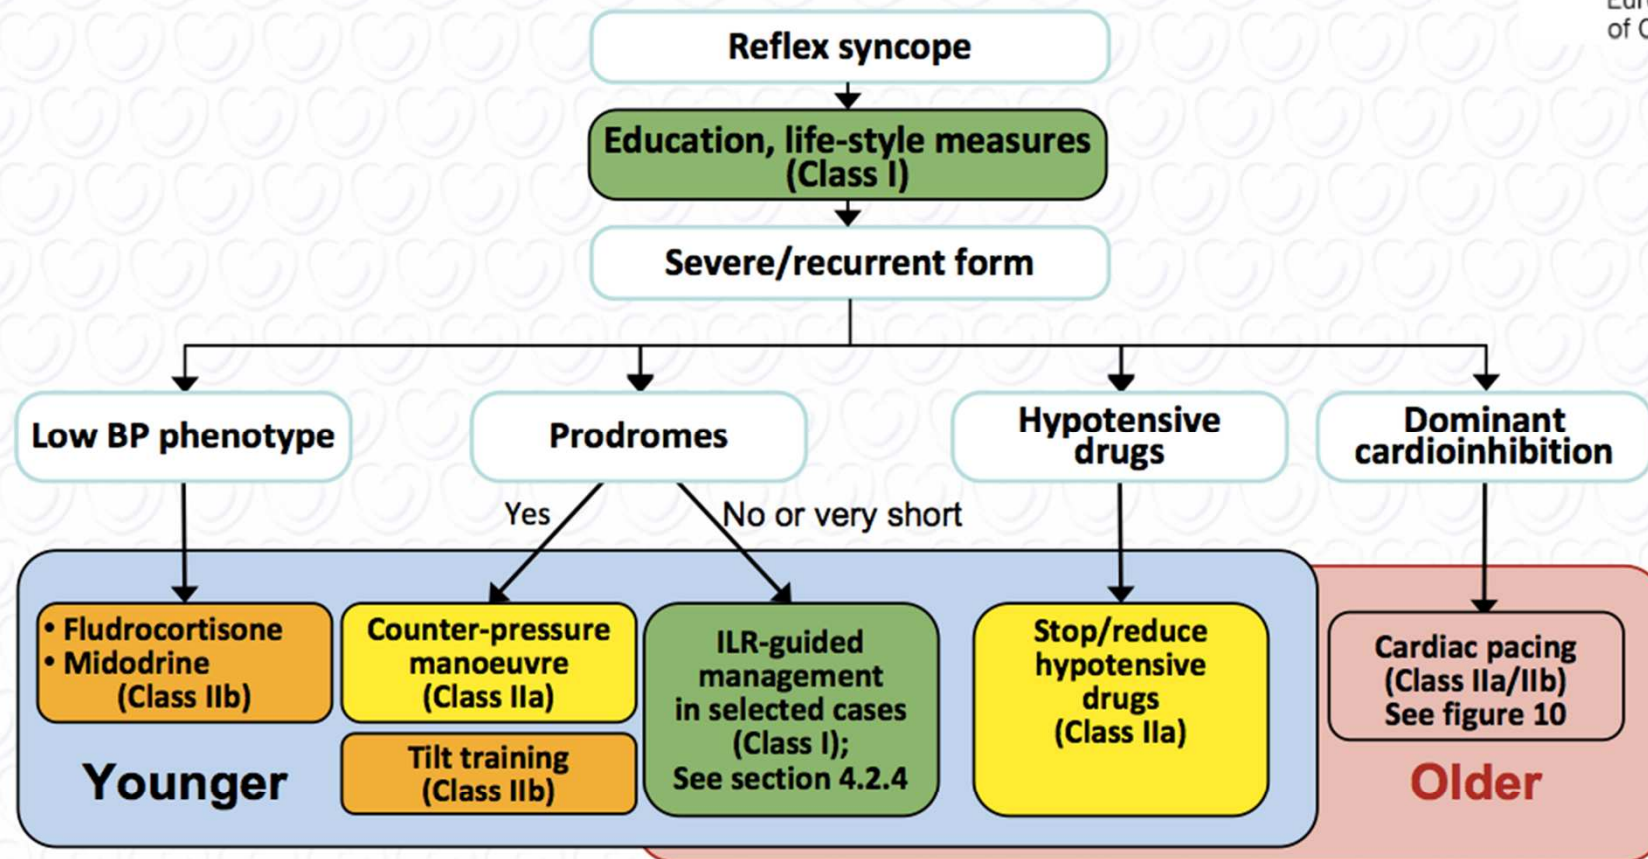 of
Reflex syncope
Education, life-style measures
(Class I)
Severe/recurrent form
Low BP phenotype
Prodromes
Hypotensive
drugs
Dominant
cardioinhibition
Yes
No or very short
• Fludrocortisone
• Midodrine
(Class IIb)
Counter-pressure
manoeuvre
(Class IIa)
Tilt training
(Class IIb)
ILR-guided
management
in selected cases
(Class I);
See section 4.2.4
Stop/reduce
hypotensive
drugs
(Class IIa)
Cardiac pacing
(Class IIa/IIb)
See figure 10
Younger
Older